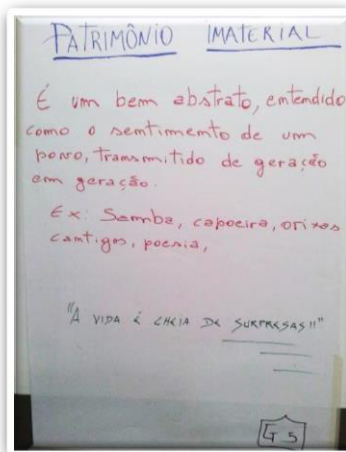 PATRIMÔNIO IMATERIAL
É um bem abstrato, entendido
como o sentimento de um
povo, transmitido de geração
em geração.
Ex: Samba, capoeira, orixas
cantigas, poesia,
"A VIDA É CHEIA DE SURPRESAS!!"
G5